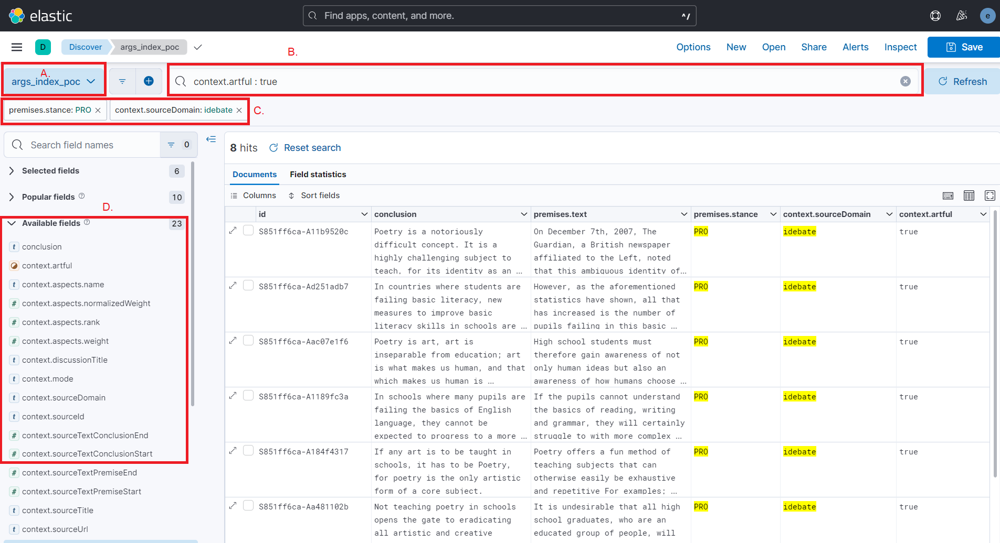 elastic
Find apps, content, and more.
^/
e
D
Discover
args_index_poc
B.
Options
New
Open
Share
Alerts
Inspect
Save
A.
args_index_poc
context.artful : true
Refresh
premises.stance: PRO
context.sourceDomain: idebate
C.
Search field names
0
8 hits
Reset search
Selected fields
6
Popular fields
10
D.
Available fields
23
conclusion
context.artful
context.aspects.name
context.aspects.normalizedWeight
context.aspects.rank
context.aspects.weight
context.discussionTitle
context.mode
context.sourceDomain
context.sourceId
context.sourceTextConclusionEnd
context.sourceTextConclusionStart
context.sourceTextPremiseEnd
context.sourceTextPremiseStart
context.sourceTitle
context.sourceUrl
Documents
Field statistics
Columns
Sort fields
id
conclusion
premises.text
premises.stance
context.sourceDomain
context.artful
S851ff6ca-A11b9520c
Poetry is a notoriously
difficult concept. It is a
highly challenging subject to
teach, for its identity as an ...
On December 7th, 2007, The
Guardian, a British newspaper
affiliated to the Left, noted
that this ambiguous identity of...
PRO
idebate
true
S851ff6ca-Ad251adb7
In countries where students are
failing basic literacy, new
measures to improve basic
literacy skills in schools are ...
However, as the aforementioned
statistics have shown, all that
has increased is the number of
pupils failing in this basic ...
PRO
idebate
true
S851ff6ca-Aac07e1f6
Poetry is art, art is
inseparable from education; art
is what makes us human, and that
which makes us human is ...
High school students must
therefore gain awareness of not
only human ideas but also an
awareness of how humans choose ...
PRO
idebate
true
S851ff6ca-A1189fc3a
In schools where many pupils are
failing the basics of English
language, they cannot be
expected to progress to a more ...
If the pupils cannot understand
the basics of reading, writing
and grammar, they will certainly
struggle to with more complex ...
PRO
idebate
true
S851ff6ca-A184f4317
If any art is to be taught in
schools, it has to be Poetry,
for poetry is the only artistic
form of a core subject.
Poetry offers a fun method of
teaching subjects that can
otherwise easily be exhaustive
and repetitive For examples; ...
PRO
idebate
true
S851ff6ca-Aa481102b
Not teaching poetry in schools
opens the gate to eradicating
all artistic and creative
It is undesirable that all high
school graduates, who are an
educated group of people, will
PRO
idebate
true